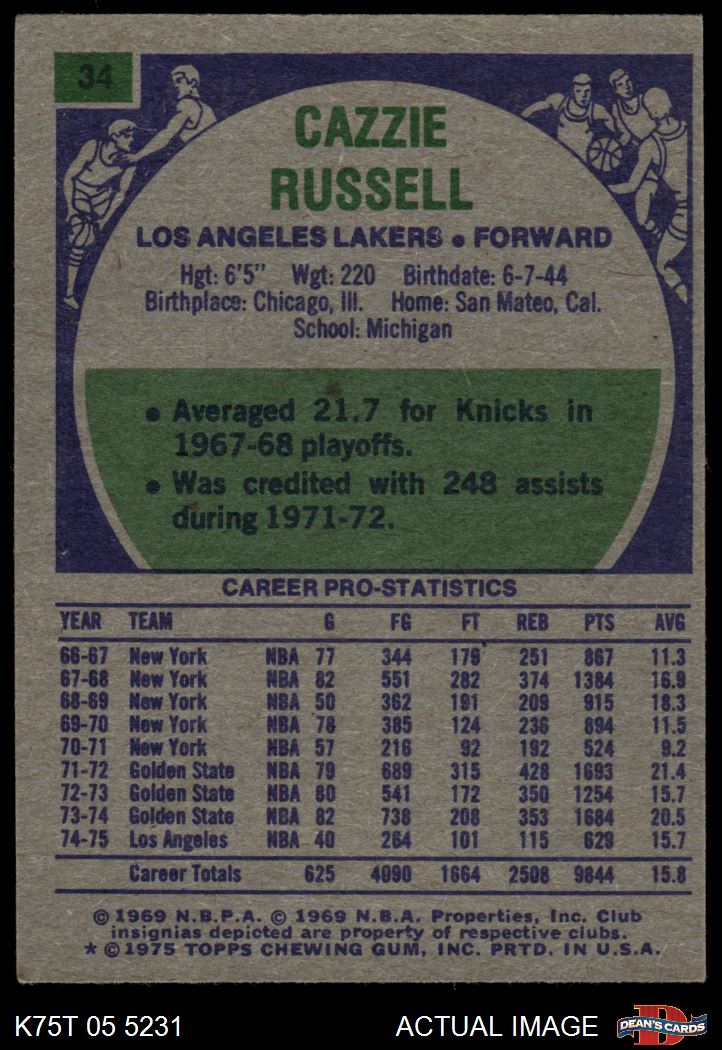 34
CAZZIE
RUSSELL
LOS ANGELES LAKERS • FORWARD
Hgt: 6'5" Wgt: 220 Birthdate: 6-7-44
Birthplace: Chicago, Ill. Home: San Mateo, Cal.
School: Michigan
• Averaged 21.7 for Knicks in
1967-68 playoffs.
• Was credited with 248 assists
during 1971-72.
CAREER PRO-STATISTICS
YEAR TEAM G FG FT REB PTS AVG
66-67 New York NBA 77 344 179 251 867 11.3
67-68 New York NBA 82 551 282 374 1384 16.9
68-69 New York NBA 50 362 191 209 915 18.3
69-70 New York NBA 78 385 124 236 894 11.5
70-71 New York NBA 57 216 92 192 524 9.2
71-72 Golden State NBA 79 689 315 428 1693 21.4
72-73 Golden State NBA 80 541 172 350 1254 15.7
73-74 Golden State NBA 82 738 208 353 1684 20.5
74-75 Los Angeles NBA 40 264 101 115 629 15.7
Career Totals 625 4090 1664 2508 9844 15.8
© 1969 N.B.P.A. © 1969 N.B.A. Properties, Inc. Club
insignias depicted are property of respective clubs.
* © 1975 TOPPS CHEWING GUM, INC. PRTD. IN U.S.A.
K75T 05 5231 ACTUAL IMAGE D DEAN'S CARDS